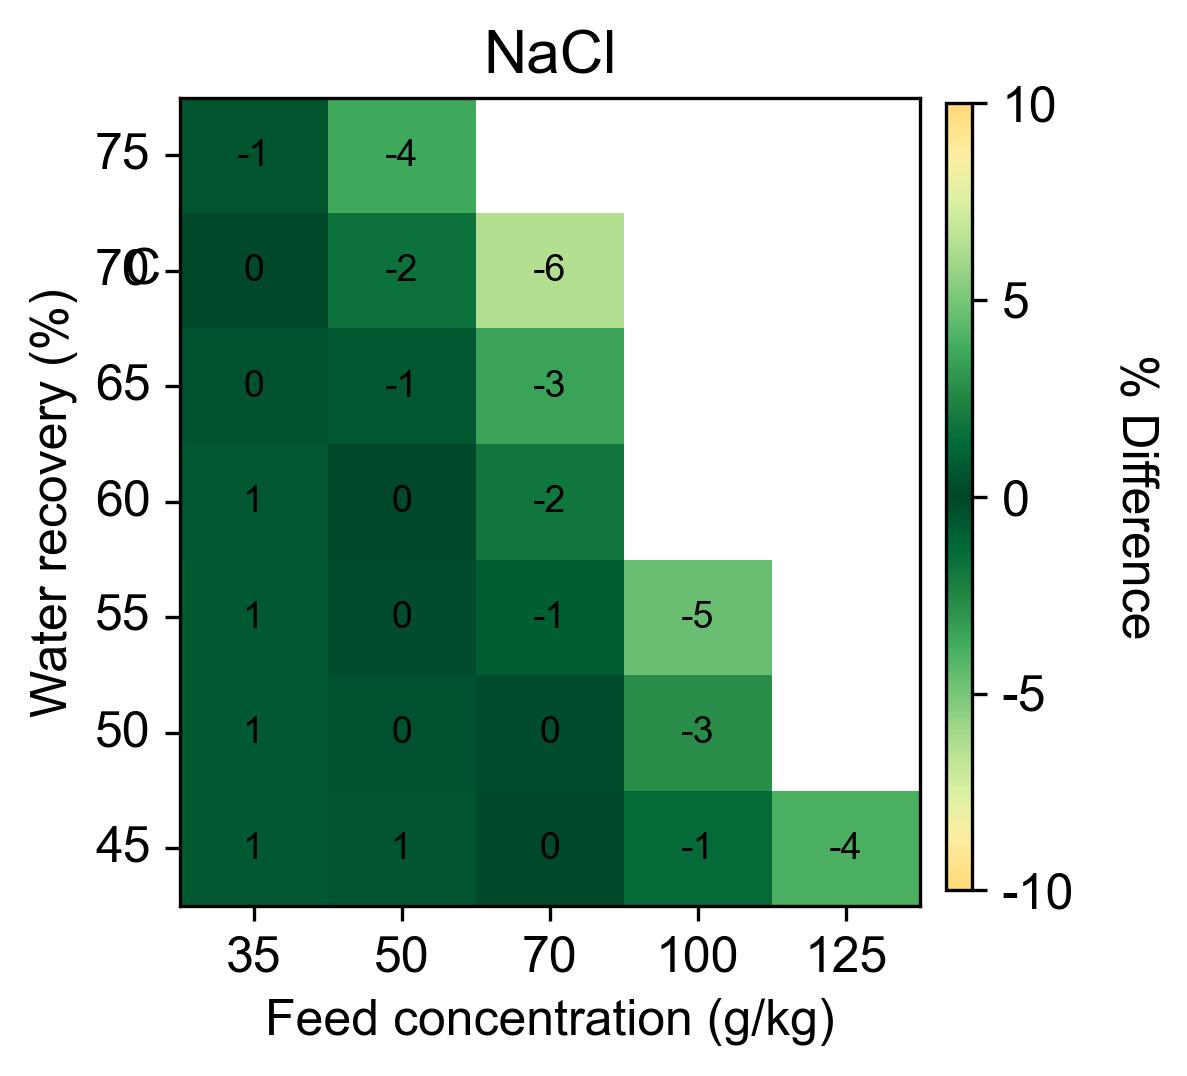 NaCl
75 -1 -4 10
70 C 0 -2 -6 5
65 0 -1 -3
60 1 0 -2 0
55 1 0 -1 -5
50 1 0 0 -3 -5
45 1 1 0 -1 -4 -10
35 50 70 100 125
Feed concentration (g/kg)
Water recovery (%)
% Difference